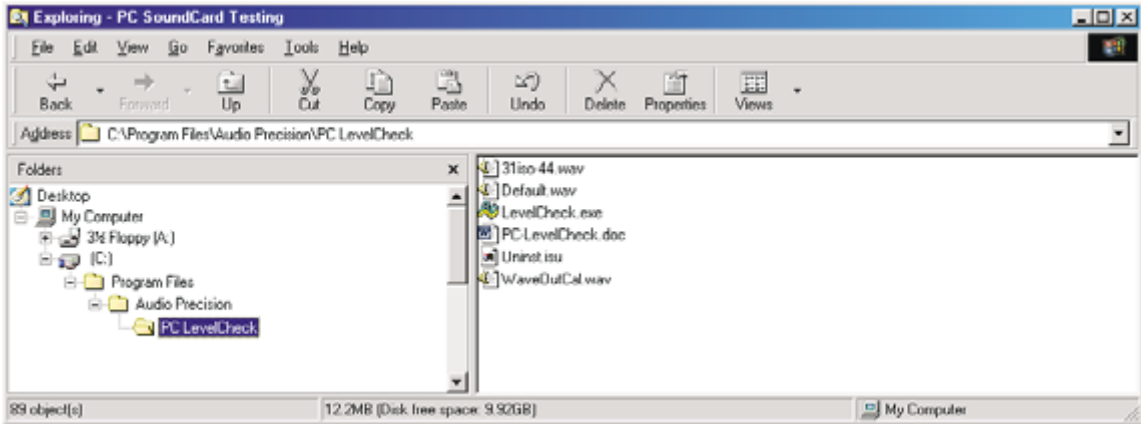 Exploring - PC SoundCard Testing
File Edit View Go Favorites Tools Help
Back Forward Up Cut Copy Paste Undo Delete Properties Views
Address C:\Program Files\Audio Precision\PC LevelCheck
Folders x
Desktop
My Computer
3½ Floppy (A:)
(C:)
Program Files
Audio Precision
PC LevelCheck
31iso-44.wav
Default.wav
LevelCheck.exe
PC-LevelCheck.doc
Uninst.isu
WaveOutCal.wav
89 object(s) 12.2MB (Disk free space: 9.92GB) My Computer